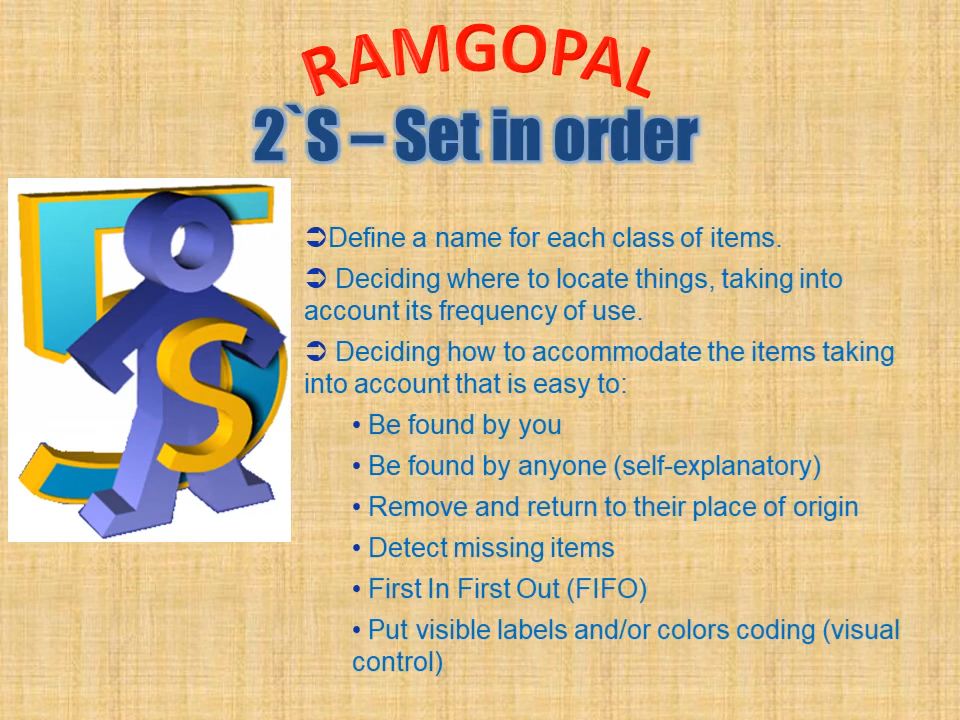 RAMGOPAL
2`S – Set in order
5
S
➲Define a name for each class of items.
➲ Deciding where to locate things, taking into
account its frequency of use.
➲ Deciding how to accommodate the items taking
into account that is easy to:
• Be found by you
• Be found by anyone (self-explanatory)
• Remove and return to their place of origin
• Detect missing items
• First In First Out (FIFO)
• Put visible labels and/or colors coding (visual
control)